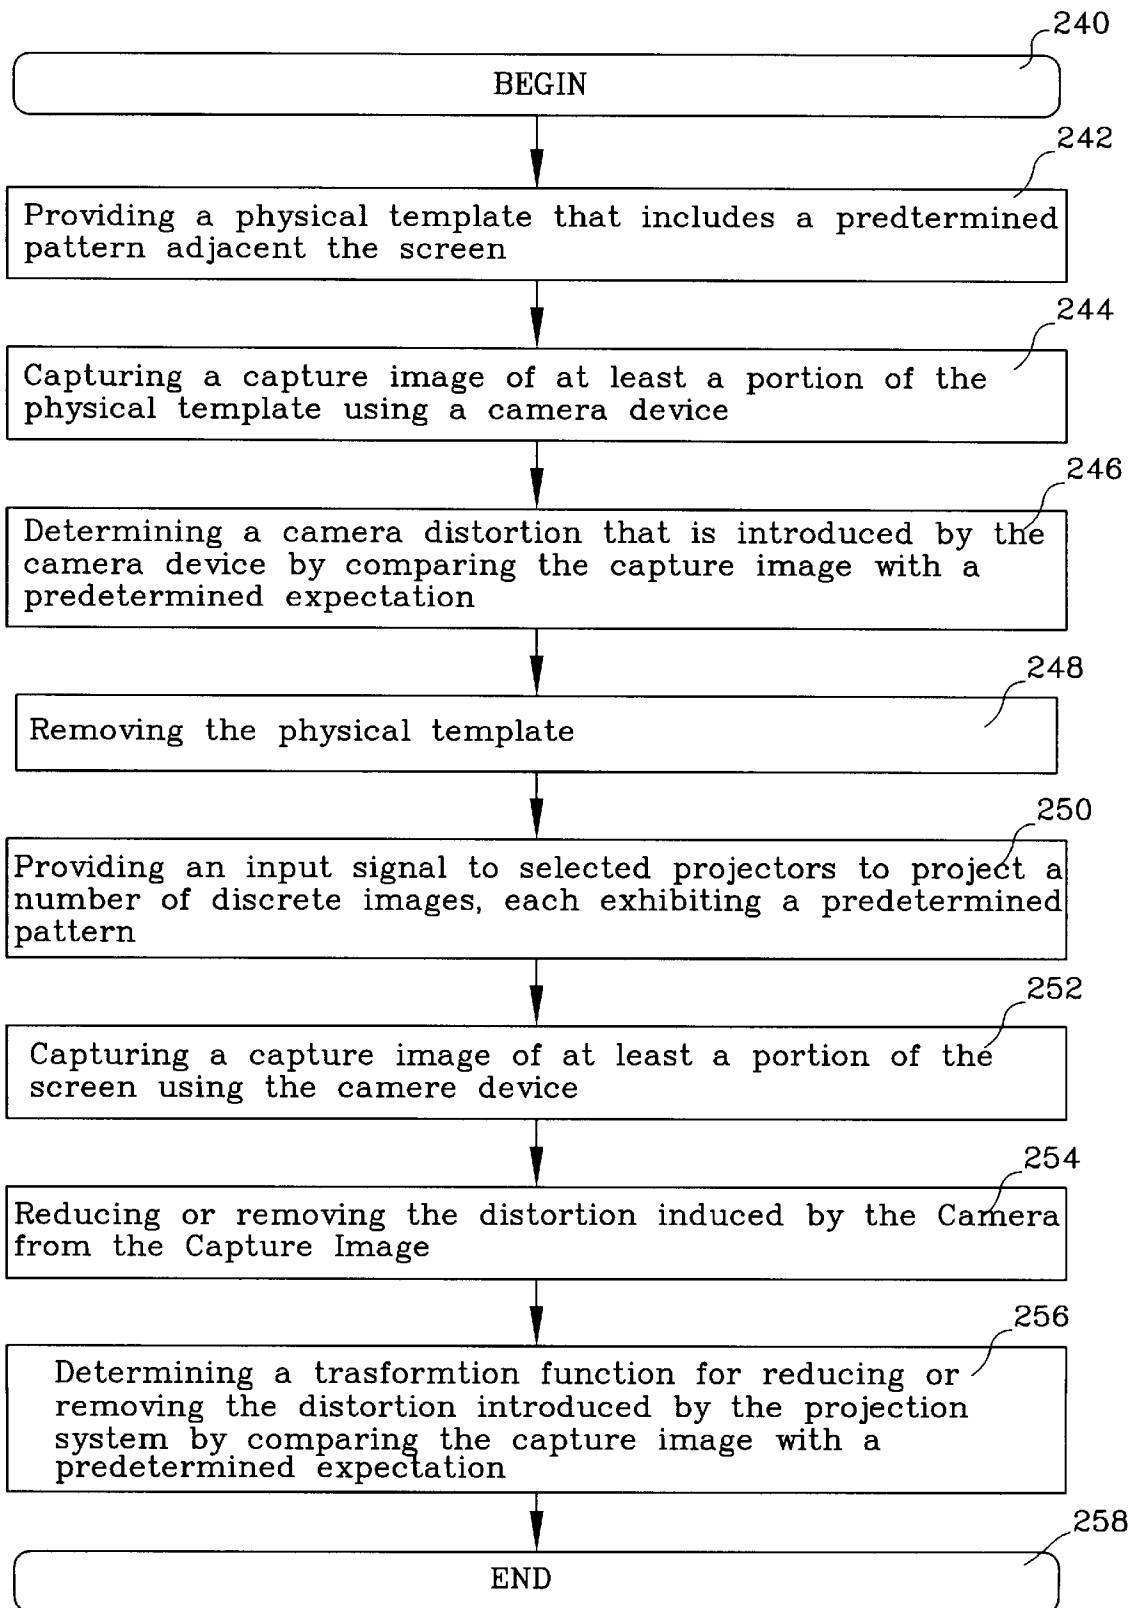 240
BEGIN
242
Providing a physical template that includes a predtermined
pattern adjacent the screen
244
Capturing a capture image of at least a portion of the
physical template using a camera device
246
Determining a camera distortion that is introduced by the
camera device by comparing the capture image with a
predetermined expectation
248
Removing the physical template
250
Providing an input signal to selected projectors to project a
number of discrete images, each exhibiting a predetermined
pattern
252
Capturing a capture image of at least a portion of the
screen using the camere device
254
Reducing or removing the distortion induced by the Camera
from the Capture Image
256
Determining a trasformtion function for reducing or
removing the distortion introduced by the projection
system by comparing the capture image with a
predetermined expectation
258
END